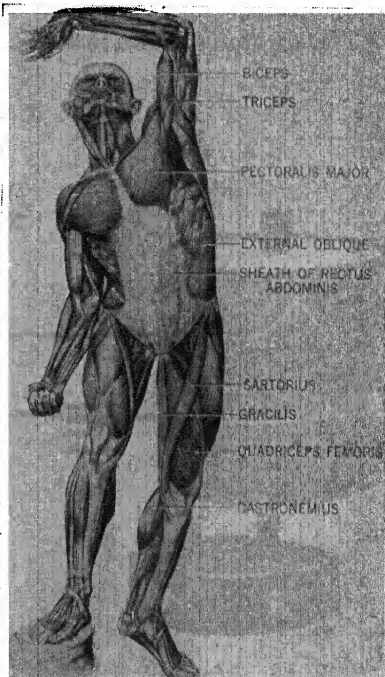 BICEPS
TRICEPS
PECTORALIS MAJOR
EXTERNAL OBLIQUE
SHEATH OF RECTUS
ABDOMINIS
SARTORIUS
GRACILIS
QUADRICEPS FEMORIS
GASTRONEMIUS